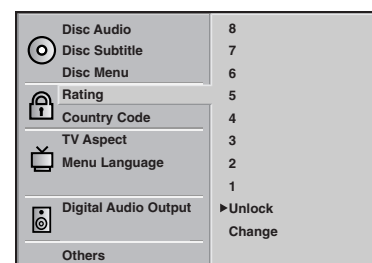 Disc Audio
Disc Subtitle
Disc Menu
Rating
Country Code
TV Aspect
Menu Language
Digital Audio Output
Others
8
7
6
5
4
3
2
1
Unlock
Change